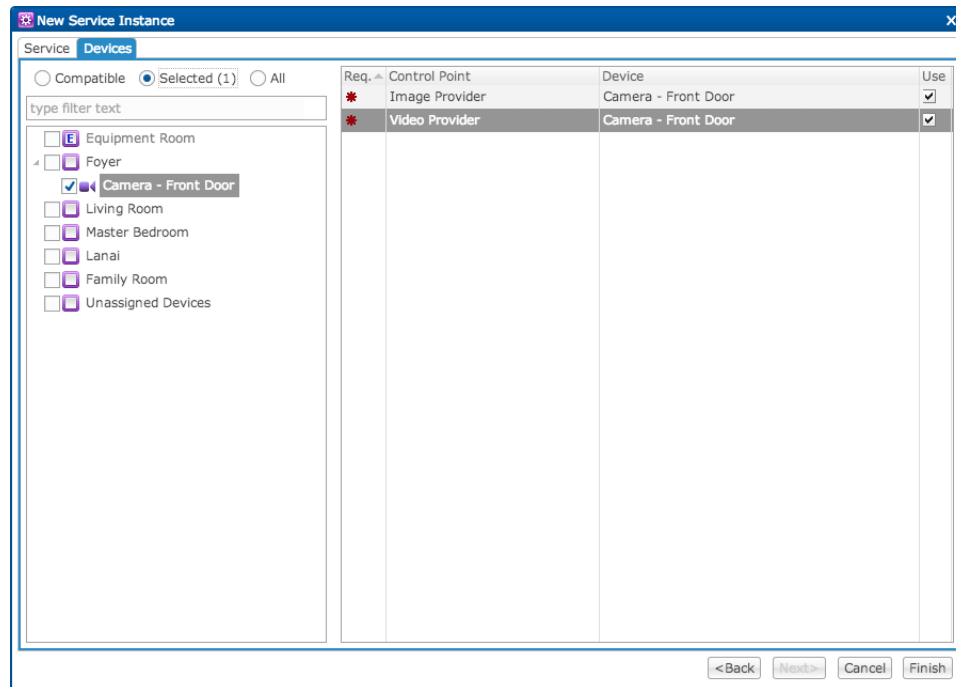 New Service Instance
Service Devices
Compatible Selected (1) All
type filter text
E Equipment Room
Foyer
Camera - Front Door
Living Room
Master Bedroom
Lanai
Family Room
Unassigned Devices
Req. Control Point Device Use
Image Provider Camera - Front Door
Video Provider Camera - Front Door
<Back Next> Cancel Finish